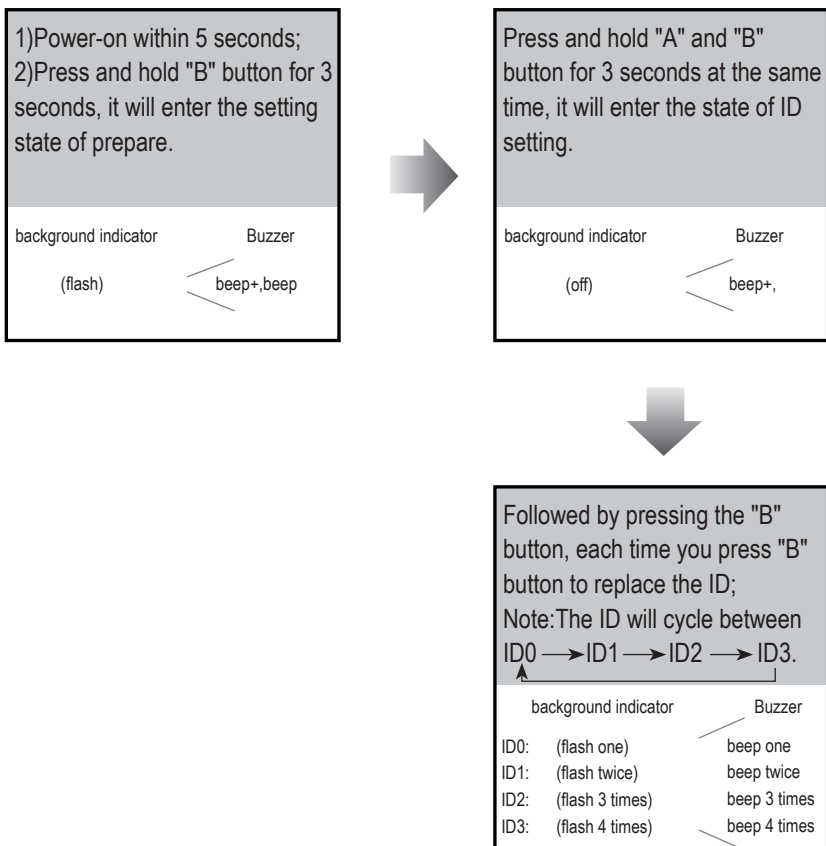 1)Power-on within 5 seconds;
2)Press and hold "B" button for 3
seconds, it will enter the setting
state of prepare.
background indicator Buzzer
(flash) beep+,beep
Press and hold "A" and "B"
button for 3 seconds at the same
time, it will enter the state of ID
setting.
background indicator Buzzer
(off) beep+,
Followed by pressing the "B"
button, each time you press "B"
button to replace the ID;
Note:The ID will cycle between
ID0 → ID1 → ID2 → ID3.
background indicator Buzzer
ID0: (flash one) beep one
ID1: (flash twice) beep twice
ID2: (flash 3 times) beep 3 times
ID3: (flash 4 times) beep 4 times